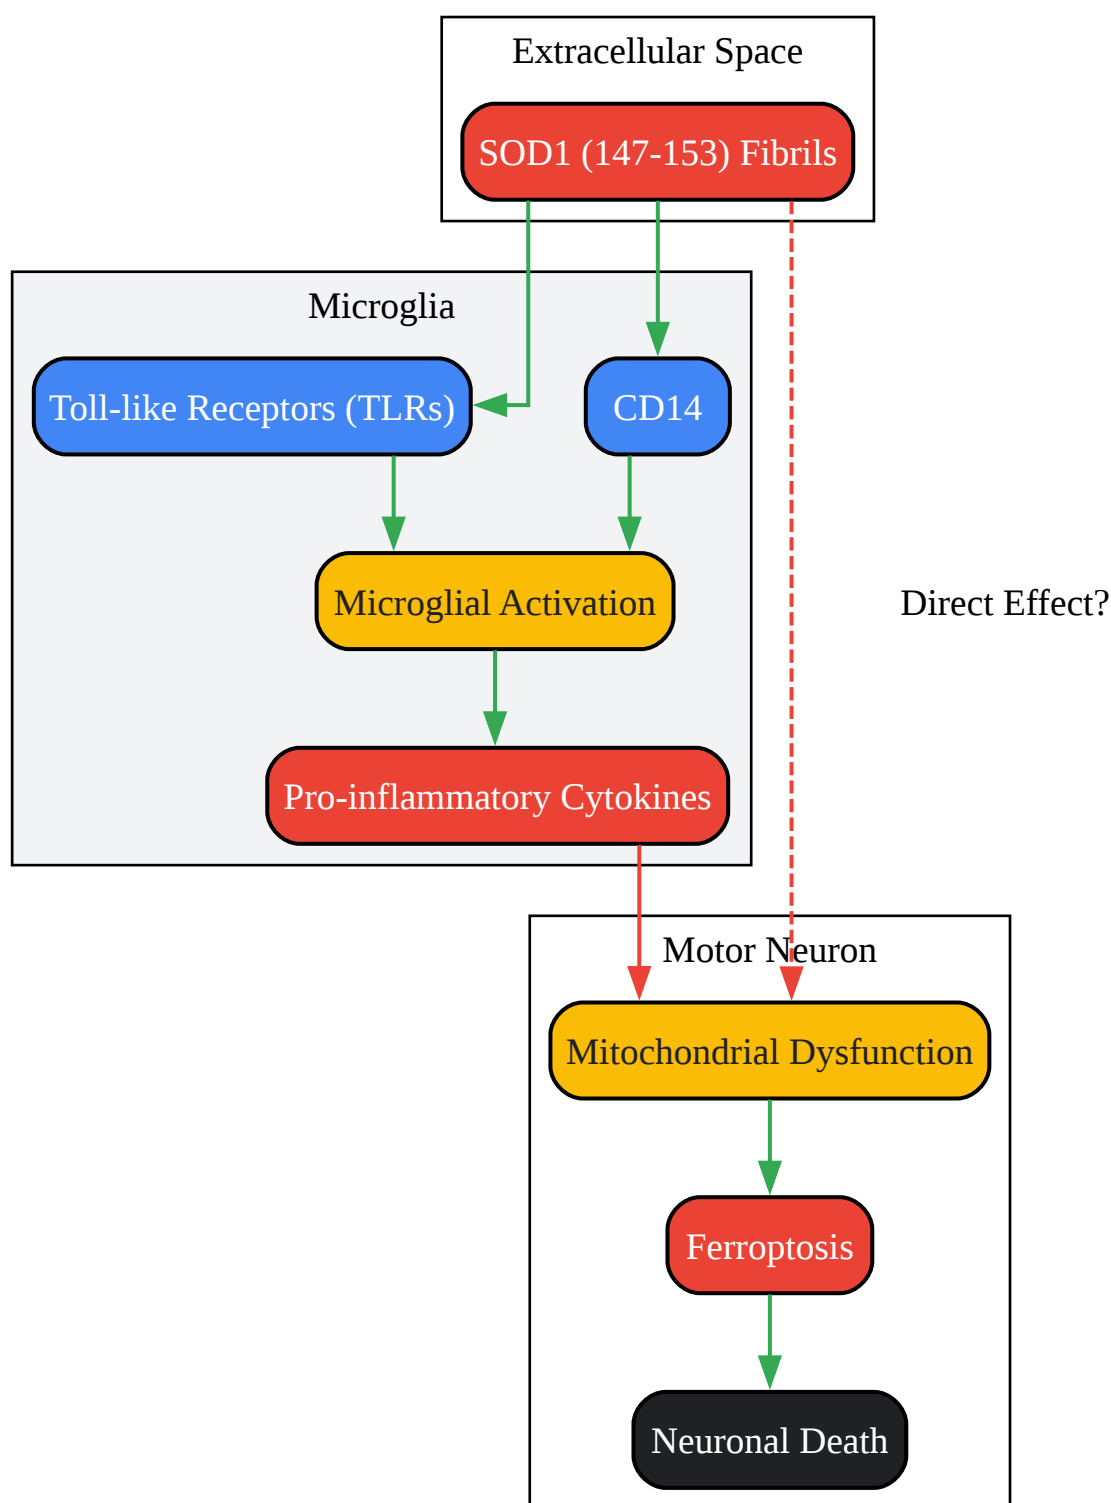 Extracellular Space
SOD1 (147-153) Fibrils
Microglia
Toll-like Receptors (TLRs)
CD14
Microglial Activation
Direct Effect?
Pro-inflammatory Cytokines
Motor Neuron
Mitochondrial Dysfunction
Ferroptosis
Neuronal Death